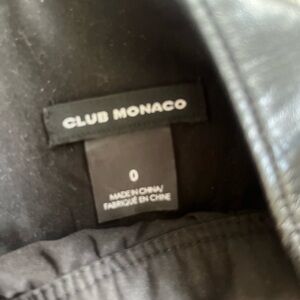 CLUB MONACO
0
MADE IN CHINA/
FABRIQUÉ EN CHINE